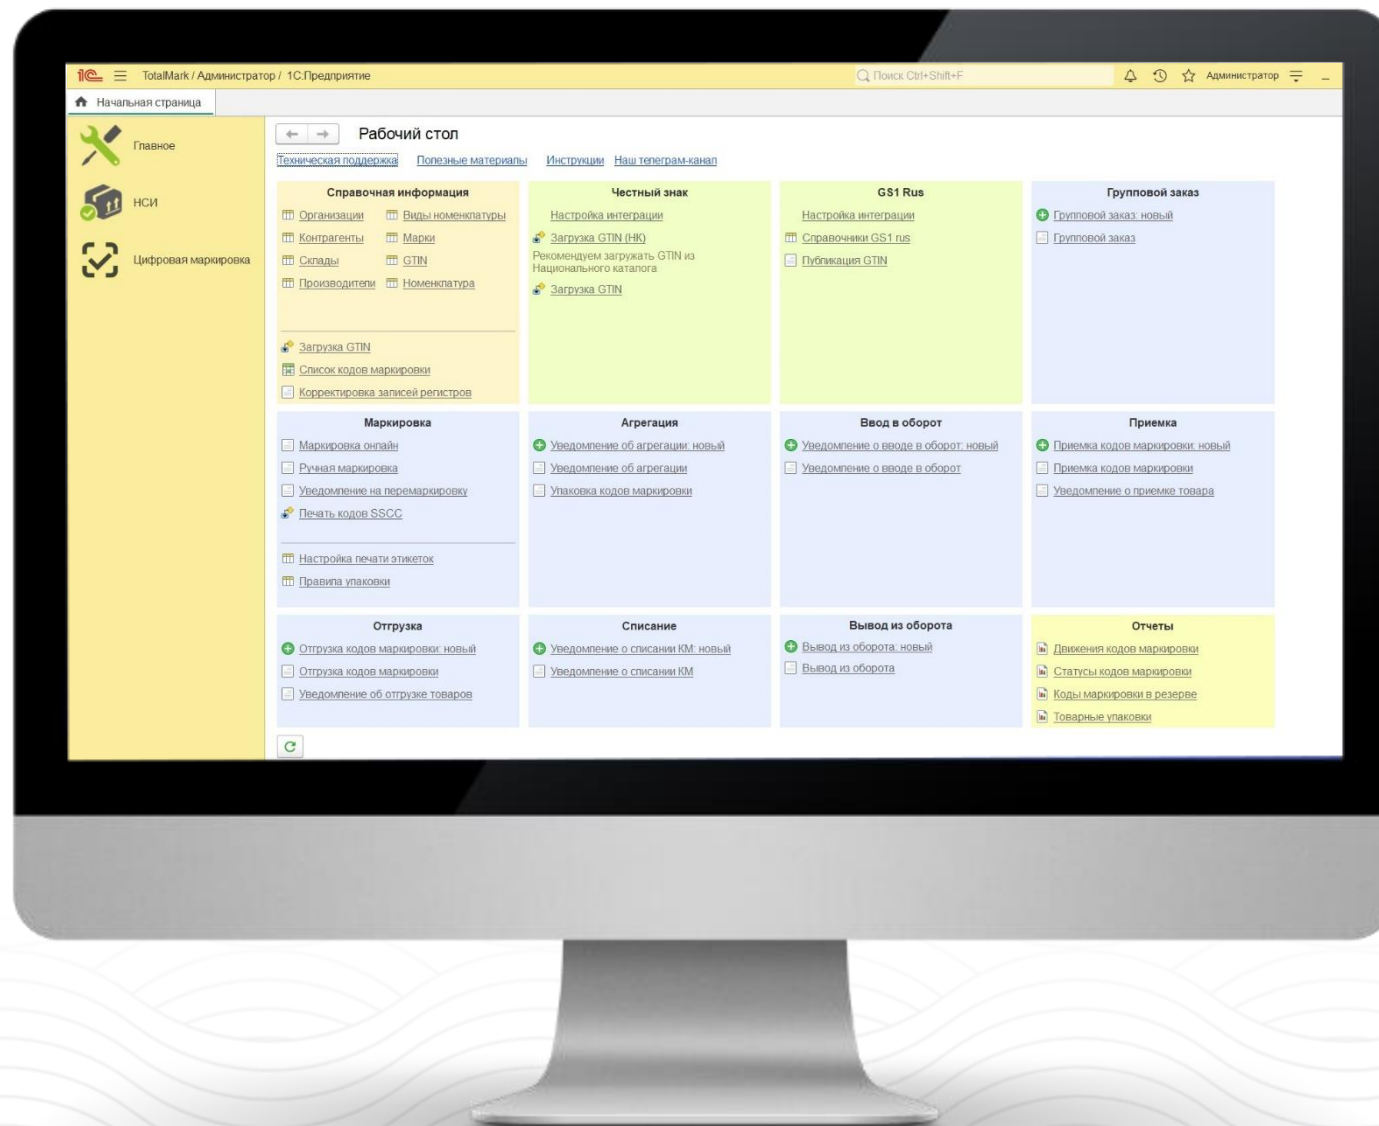 1С TotalMark / Администратор / 1С:Предприятие Поиск Ctrl+Shift+F Администратор
Начальная страница
Главное
НСИ
Цифровая маркировка
Рабочий стол
Техническая поддержка Полезные материалы Инструкции Наш телеграм-канал
Справочная информация
Организации Виды номенклатуры
Контрагенты Марки
Склады GTIN
Производители Номенклатура
Загрузка GTIN
Список кодов маркировки
Корректировка записей регистров
Честный знак
Настройка интеграции
Загрузка GTIN (НК)
Рекомендуем загружать GTIN из
Национального каталога
Загрузка GTIN
GS1 Rus
Настройка интеграции
Справочники GS1 rus
Публикация GTIN
Групповой заказ
Групповой заказ: новый
Групповой заказ
Маркировка
Маркировка онлайн
Ручная маркировка
Уведомление на перемаркировку
Печать кодов SSCC
Настройка печати этикеток
Правила упаковки
Агрегация
Уведомление об агрегации: новый
Уведомление об агрегации
Упаковка кодов маркировки
Ввод в оборот
Уведомление о вводе в оборот: новый
Уведомление о вводе в оборот
Приемка
Приемка кодов маркировки: новый
Приемка кодов маркировки
Уведомление о приемке товара
Отгрузка
Отгрузка кодов маркировки: новый
Отгрузка кодов маркировки
Уведомление об отгрузке товаров
Списание
Уведомление о списании КМ: новый
Уведомление о списании КМ
Вывод из оборота
Вывод из оборота: новый
Вывод из оборота
Отчеты
Движения кодов маркировки
Статусы кодов маркировки
Коды маркировки в резерве
Товарные упаковки